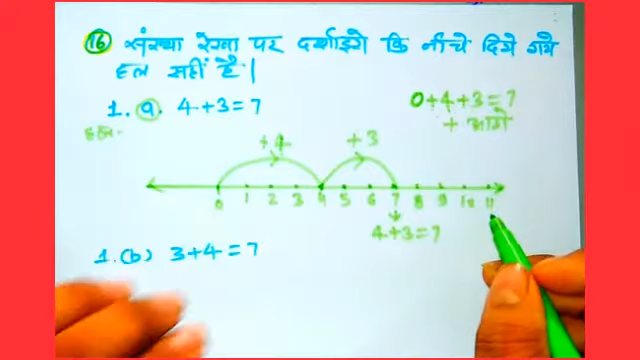 16 संख्या रेखा पर दर्शाइये कि नीचे दिये गये
हल सही है।
1. a. 4+3=7
0+4+3=7
+ आगे
हल-
+4 +3
0 1 2 3 4 5 6 7 8 9 10 11
4+3=7
1. (b) 3+4=7